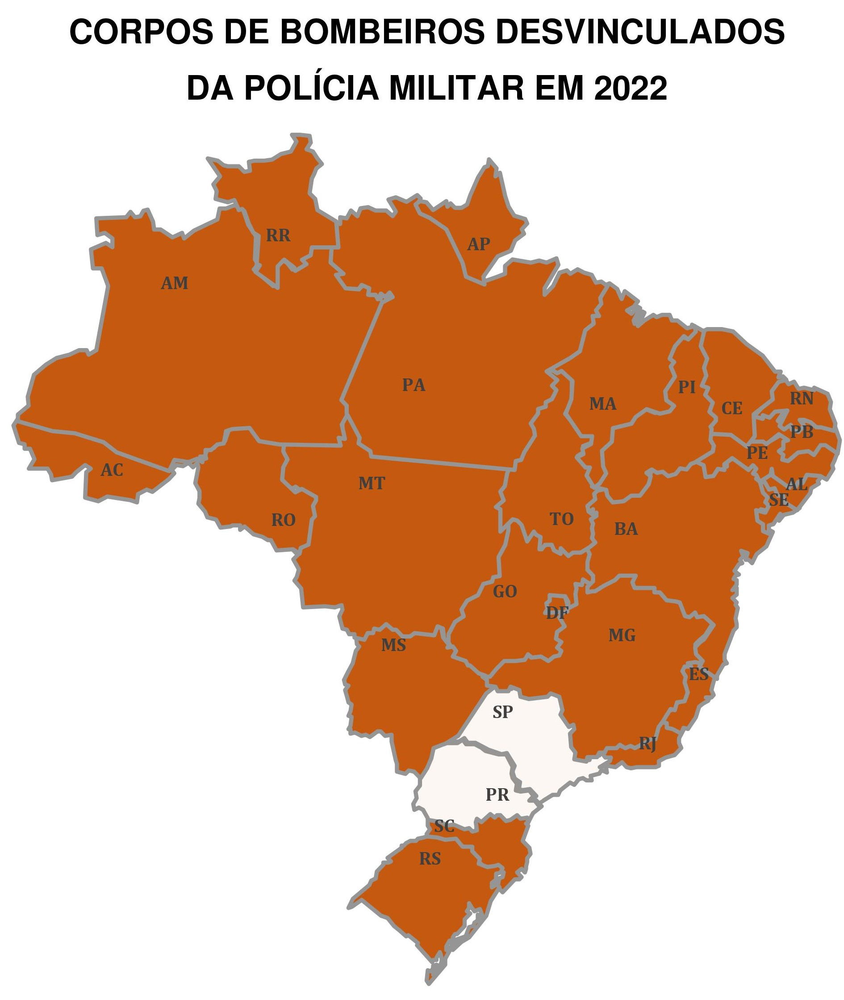 CORPOS DE BOMBEIROS DESVINCULADOS
DA POLÍCIA MILITAR EM 2022
RR
AP
AM
PA
PI
MA
RN
CE
PB
PE
AC
MT
AL
SE
RO
TO
BA
GO
DF
MG
MS
ES
SP
RJ
PR
SC
RS